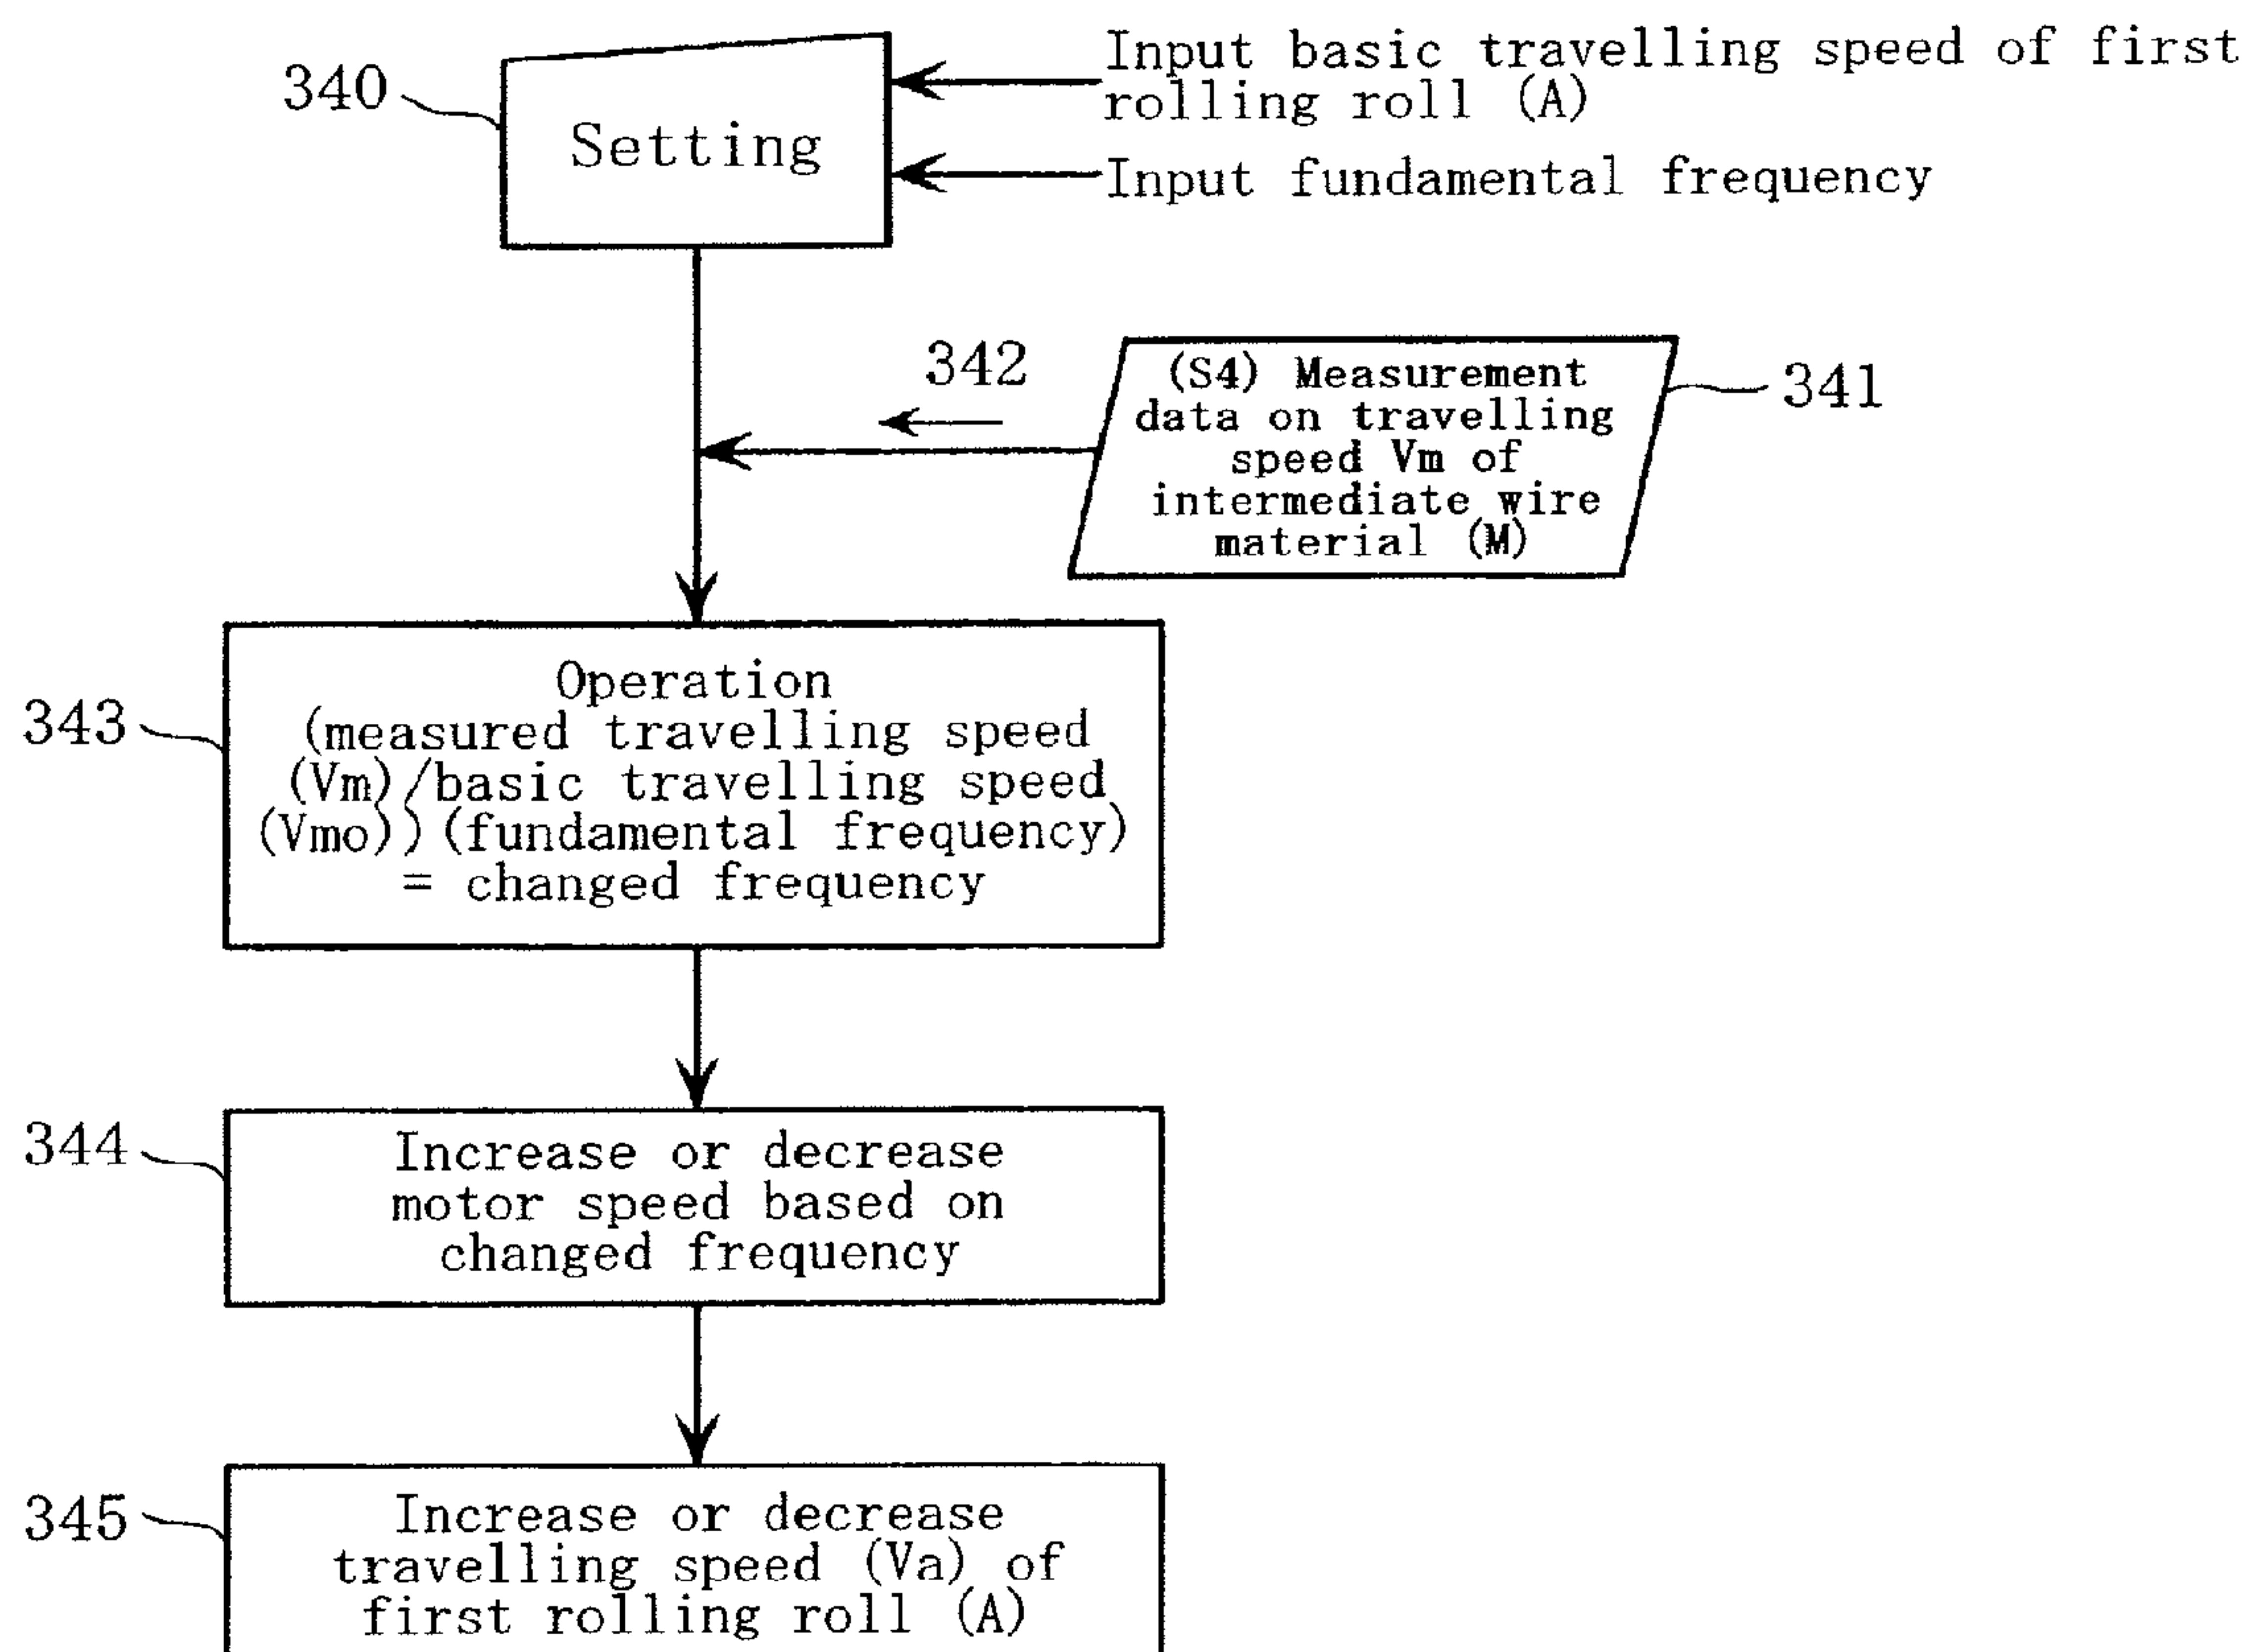 340
Setting
Input basic travelling speed of first
rolling roll (A)
Input fundamental frequency
342
(S4) Measurement
data on travelling
speed Vm of
intermediate wire
material (M)
341
343
Operation
(measured travelling speed
(Vm)/basic travelling speed
(Vmo))(fundamental frequency)
= changed frequency
344
Increase or decrease
motor speed based on
changed frequency
345
Increase or decrease
travelling speed (Va) of
first rolling roll (A)